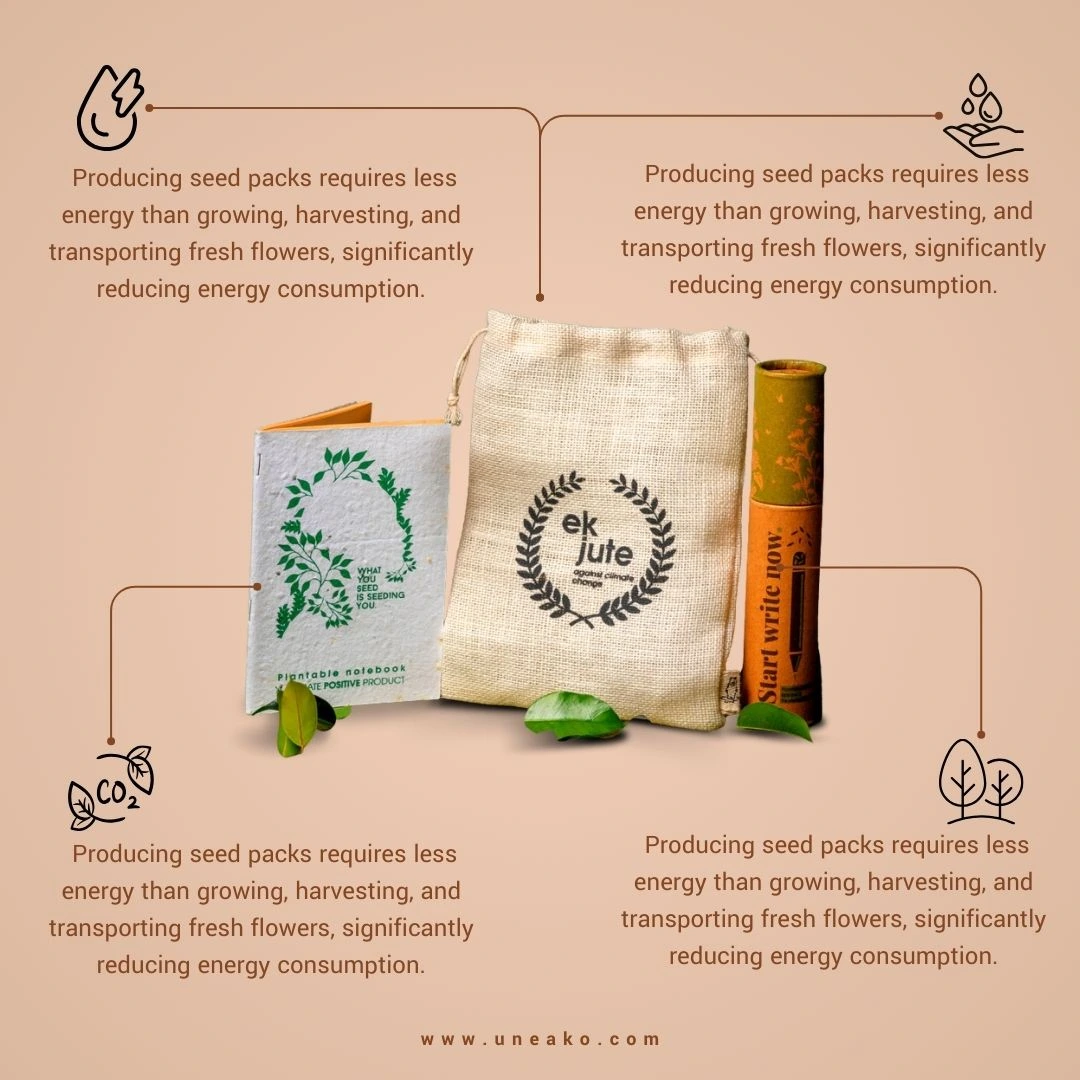 Producing seed packs requires less
energy than growing, harvesting, and
transporting fresh flowers, significantly
reducing energy consumption.
Producing seed packs requires less
energy than growing, harvesting, and
transporting fresh flowers, significantly
reducing energy consumption.
WHAT
YOU
SEED
IS SEEDING
YOU.
Plantable notebook
POSITIVE PRODUCT
ek
jute
against climate
change
Start write now
CO2
Producing seed packs requires less
energy than growing, harvesting, and
transporting fresh flowers, significantly
reducing energy consumption.
Producing seed packs requires less
energy than growing, harvesting, and
transporting fresh flowers, significantly
reducing energy consumption.
www.uneako.com